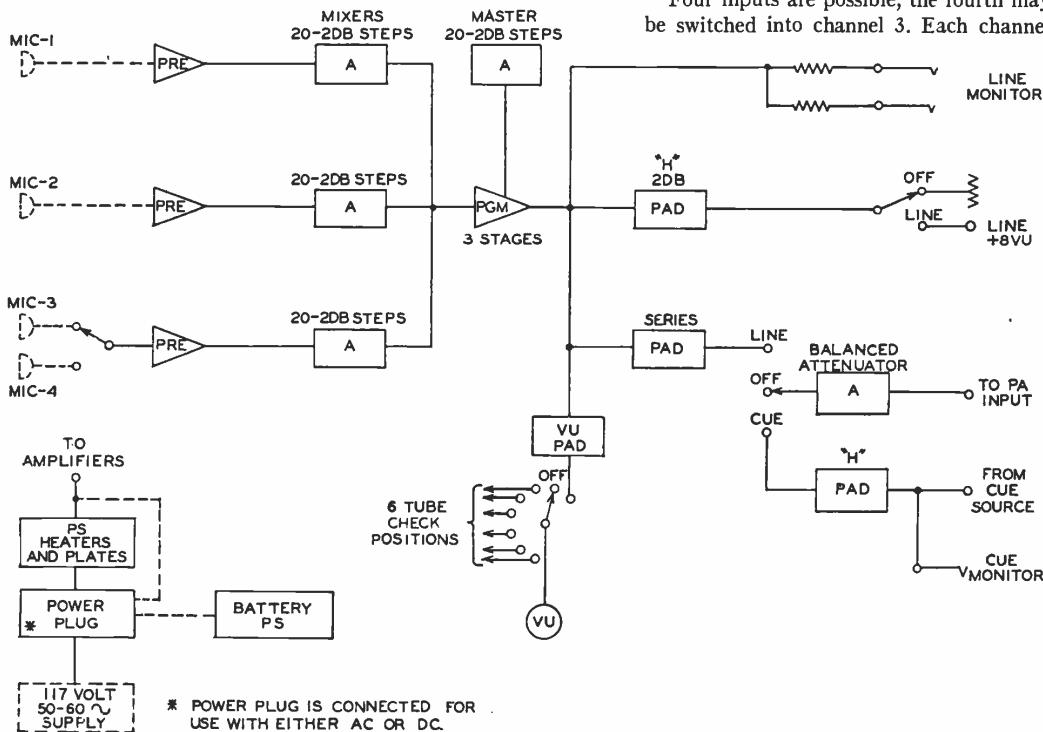 Four inputs are possible, the fourth may
be switched into channel 3. Each channe
MIXERS
20-2DB STEPS
MASTER
20-2DB STEPS
MIC-1
PRE
A
A
LINE
MONITOR
MIC-2
PRE
20-2DB STEPS
A
PGM
3 STAGES
"H"
2DB
PAD
OFF
LINE
LINE
+8VU
MIC-3
MIC-4
PRE
20-2DB STEPS
A
SERIES
PAD
LINE
OFF
CUE
BALANCED
ATTENUATOR
A
TO PA
INPUT
"H"
PAD
FROM
CUE
SOURCE
CUE
MONITOR
VU
PAD
OFF
6 TUBE
CHECK
POSITIONS
VU
TO
AMPLIFIERS
PS
HEATERS
AND PLATES
POWER
* PLUG
BATTERY
PS
117 VOLT
50-60 ~
SUPPLY
* POWER PLUG IS CONNECTED FOR
USE WITH EITHER AC OR DC.